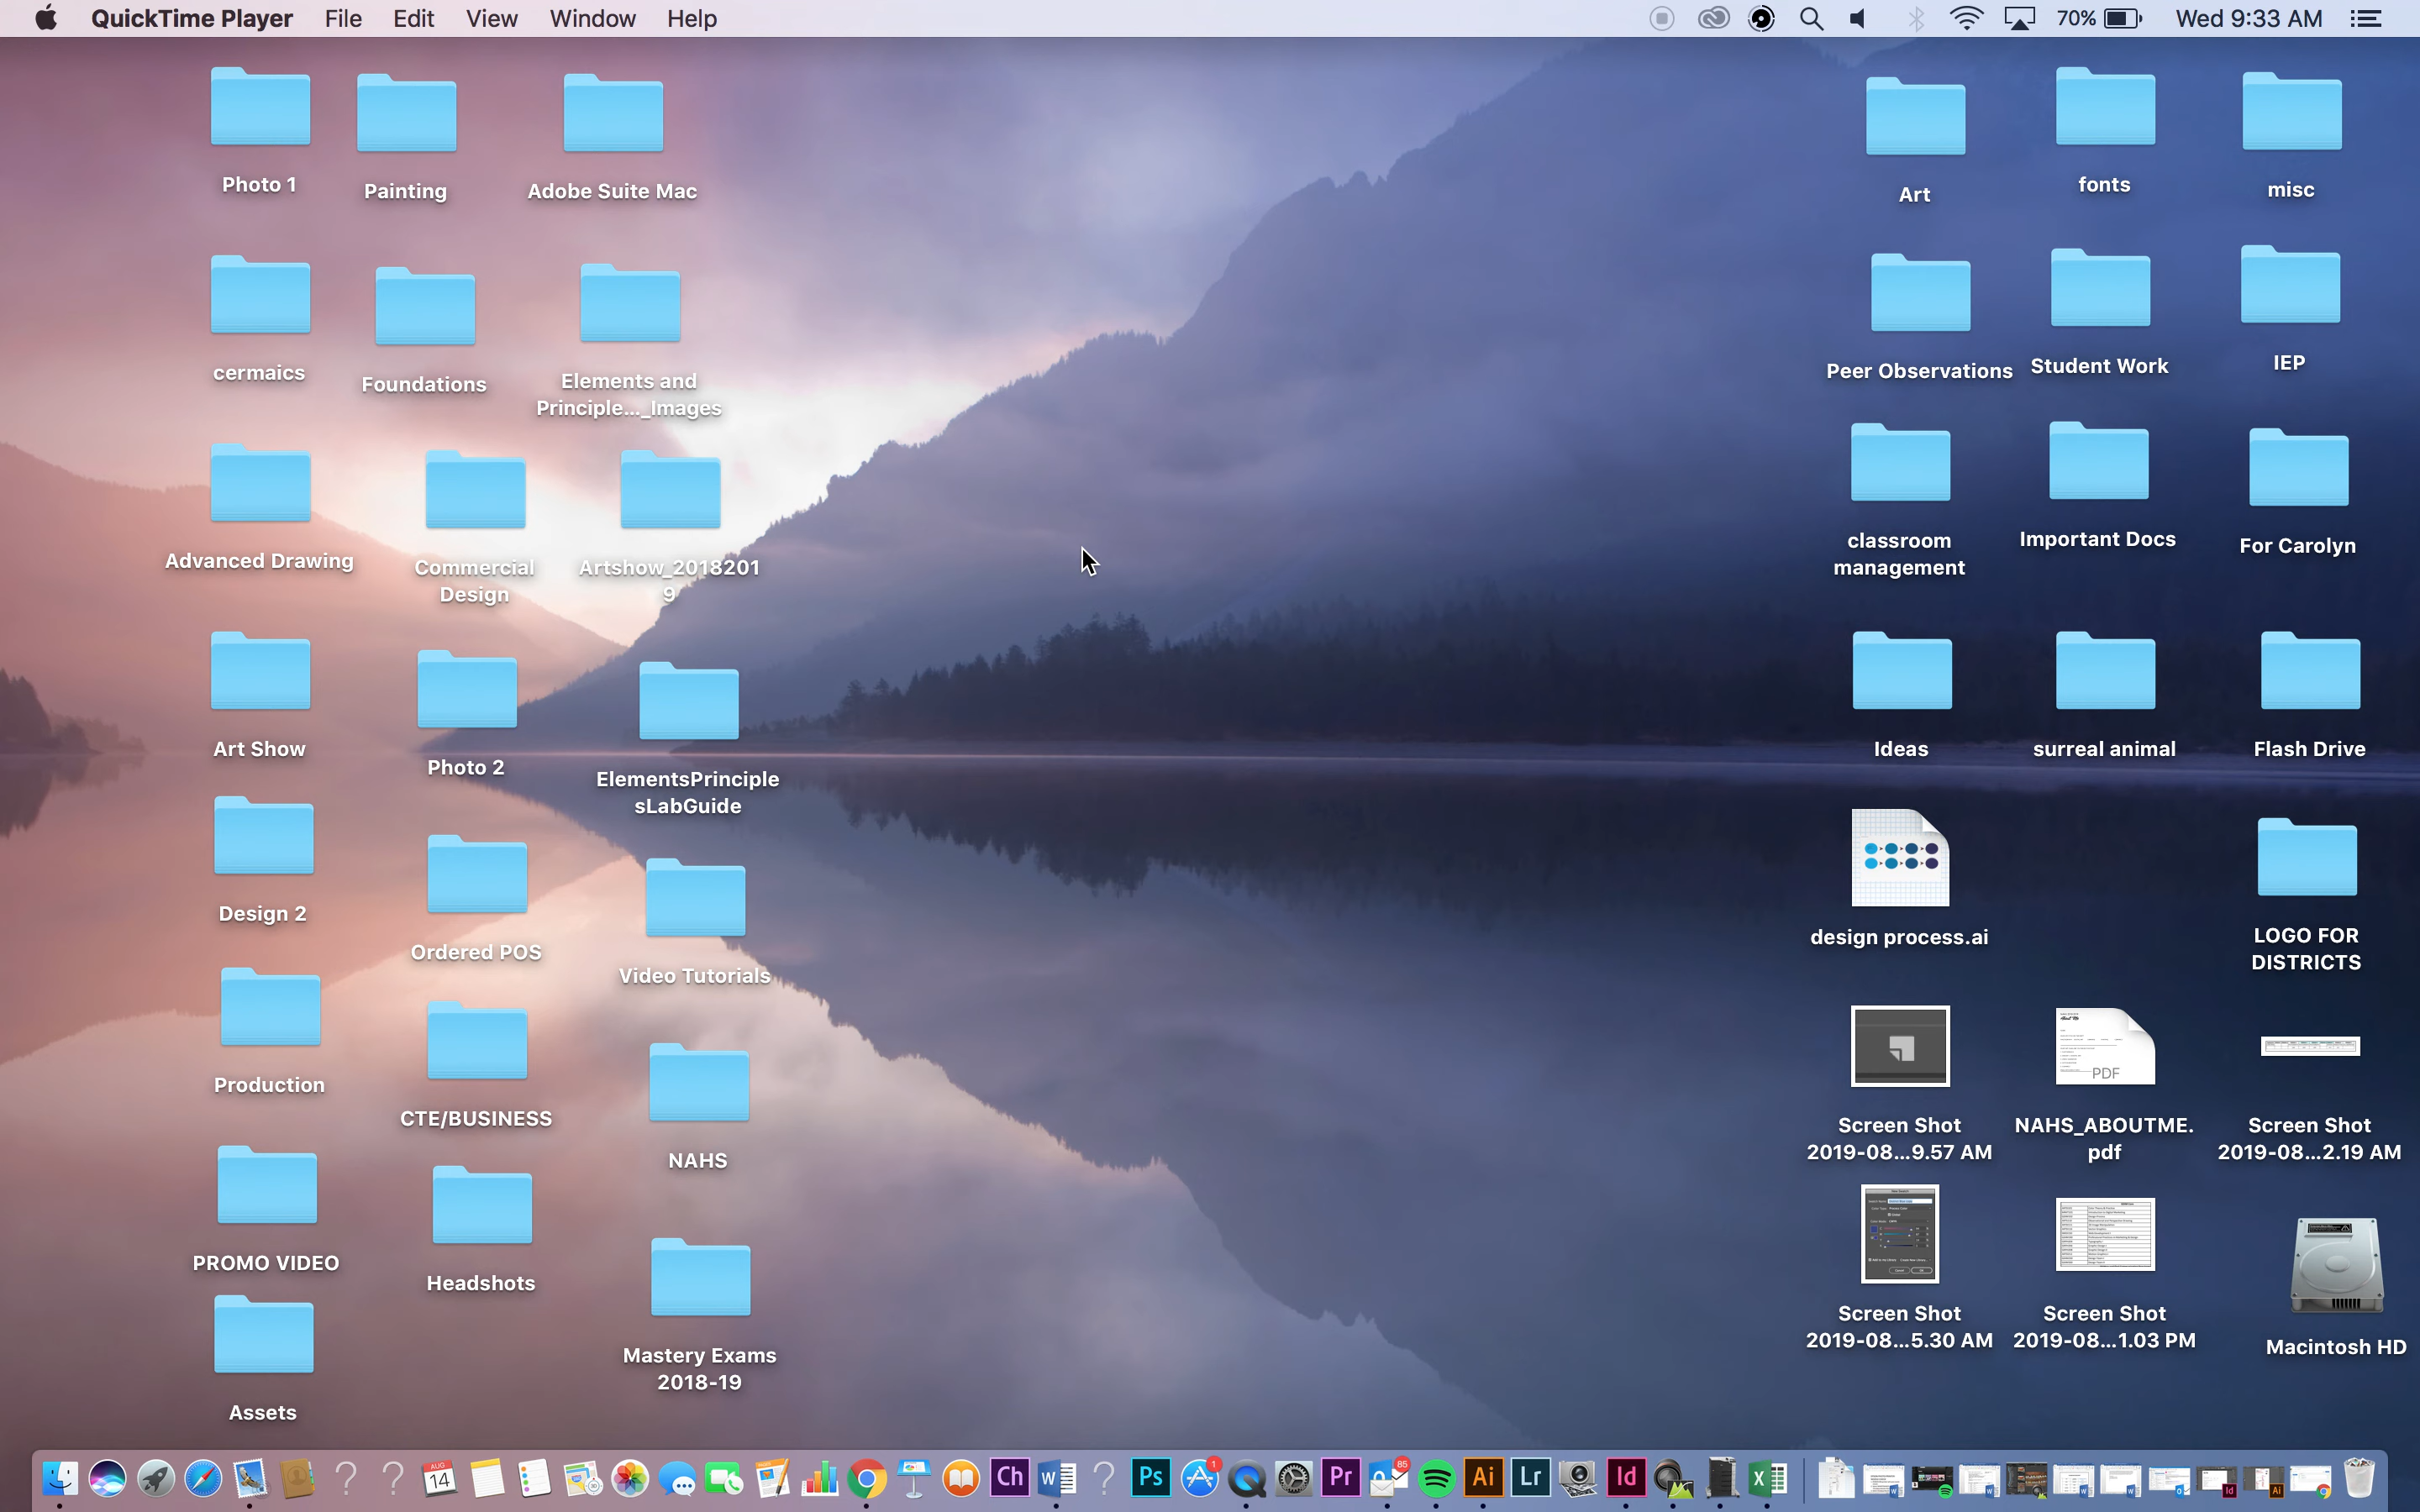 QuickTime Player File Edit View Window Help 70% Wed 9:33 AM
Photo 1
Painting
Adobe Suite Mac
Art
fonts
misc
cermaics
Foundations
Elements and
Principle..._Images
Peer Observations
Student Work
IEP
Advanced Drawing
Commercial
Design
Artshow_2018201
9
classroom
management
Important Docs
For Carolyn
Art Show
Photo 2
ElementsPrinciple
sLabGuide
Ideas
surreal animal
Flash Drive
Design 2
Ordered POS
Video Tutorials
design process.ai
LOGO FOR
DISTRICTS
Production
CTE/BUSINESS
NAHS
Screen Shot
2019-08...9.57 AM
PDF
NAHS_ABOUTME.
pdf
Screen Shot
2019-08...2.19 AM
PROMO VIDEO
Headshots
Mastery Exams
2018-19
Screen Shot
2019-08...5.30 AM
Screen Shot
2019-08...1.03 PM
Macintosh HD
Assets
AUG
14
Ch
W
Ps
1
Pr
85
Ai
Lr
Id
X